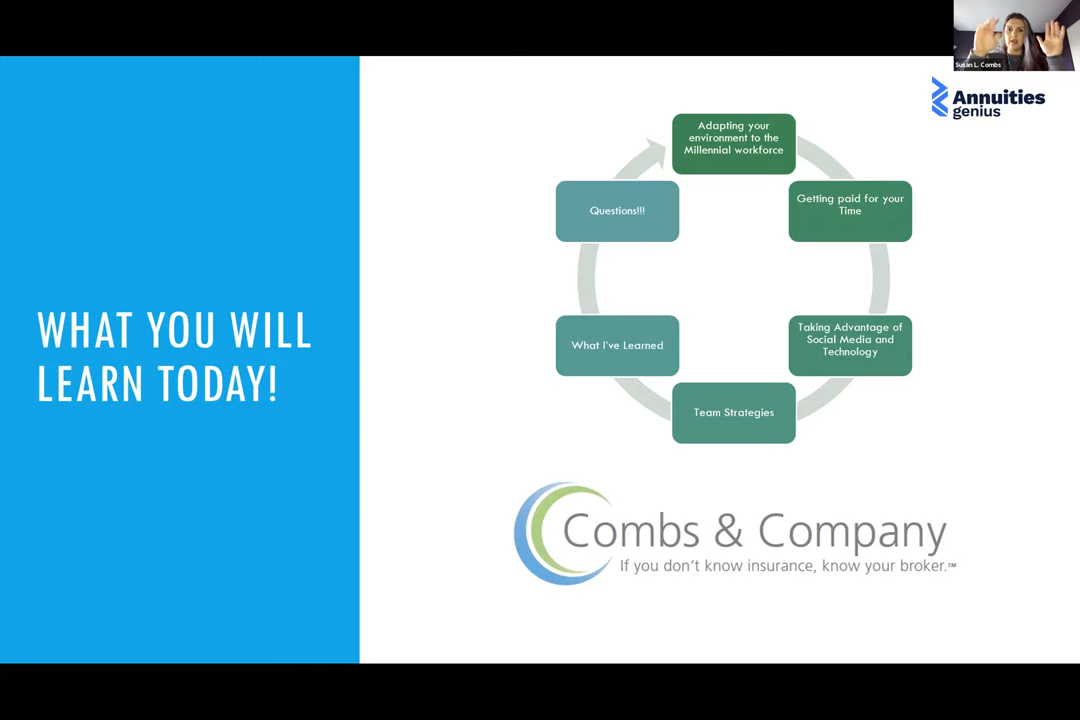 Susan L. Combs
Annuities
genius
WHAT YOU WILL
LEARN TODAY!
Adapting your
environment to the
Millennial workforce
Getting paid for your
Time
Taking Advantage of
Social Media and
Technology
Team Strategies
What I've Learned
Questions!!!
Combs & Company
If you don't know insurance, know your broker.™